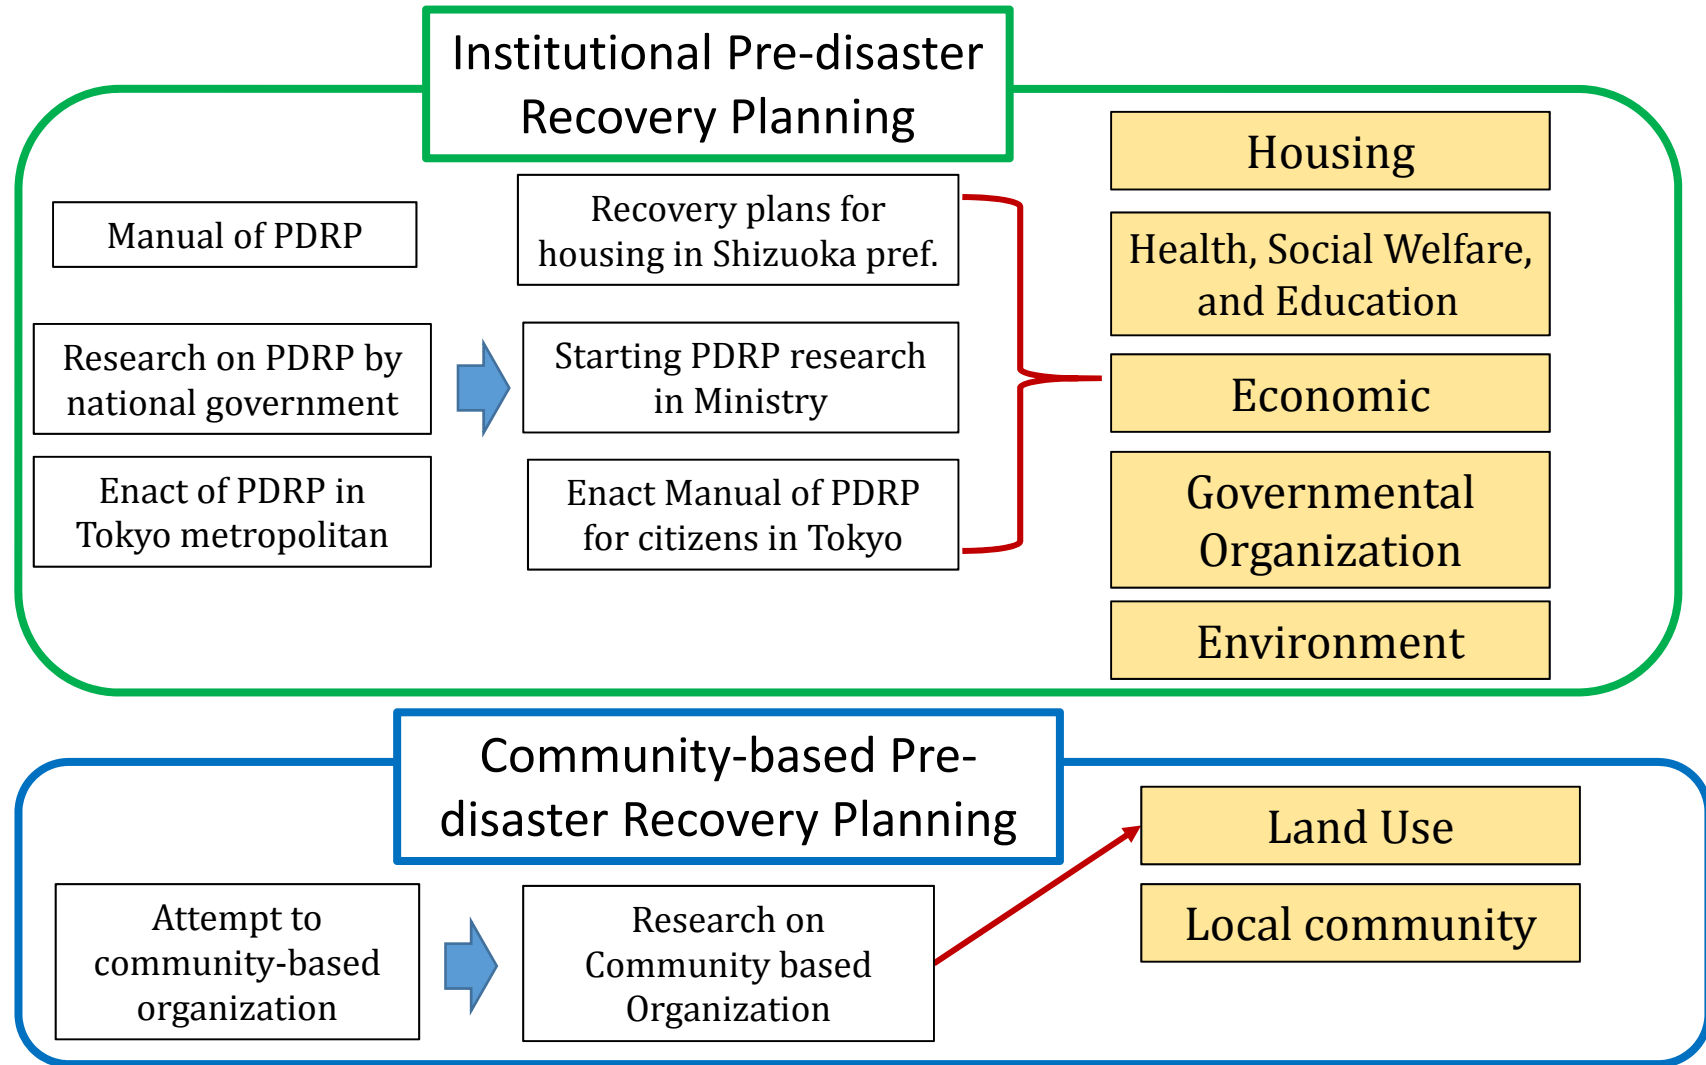 Institutional Pre-disaster
Recovery Planning
Manual of PDRP
Research on PDRP by
national government
Enact of PDRP in
Tokyo metropolitan
Recovery plans for
housing in Shizuoka pref.
Starting PDRP research
in Ministry
Enact Manual of PDRP
for citizens in Tokyo
Housing
Health, Social Welfare,
and Education
Economic
Governmental
Organization
Environment
Community-based Pre-
disaster Recovery Planning
Attempt to
community-based
organization
Research on
Community based
Organization
Land Use
Local community